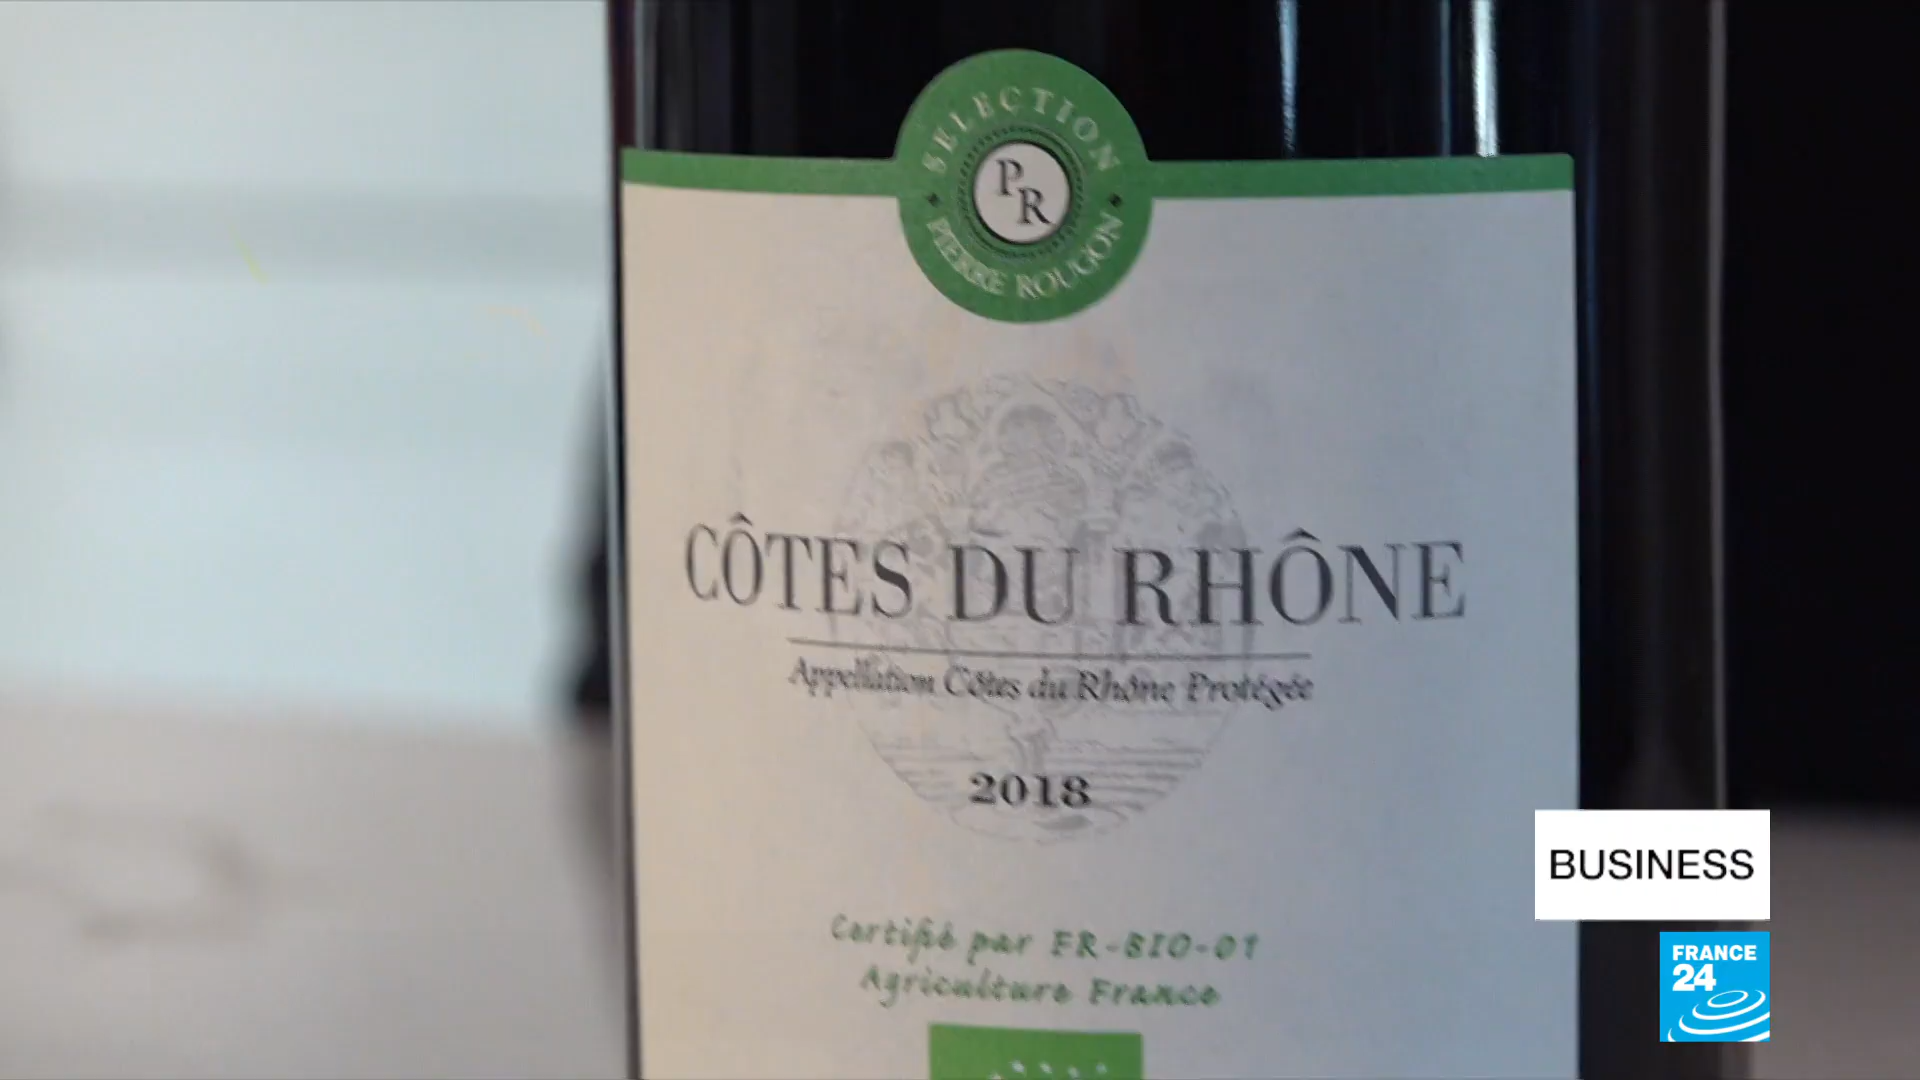 SELECTION
PR
PIERRE ROUGON
CÔTES DU RHÔNE
Appellation Côtes du Rhône Protégée
2018
Certifié par FR-BIO-01
Agriculture France
BUSINESS
FRANCE
24